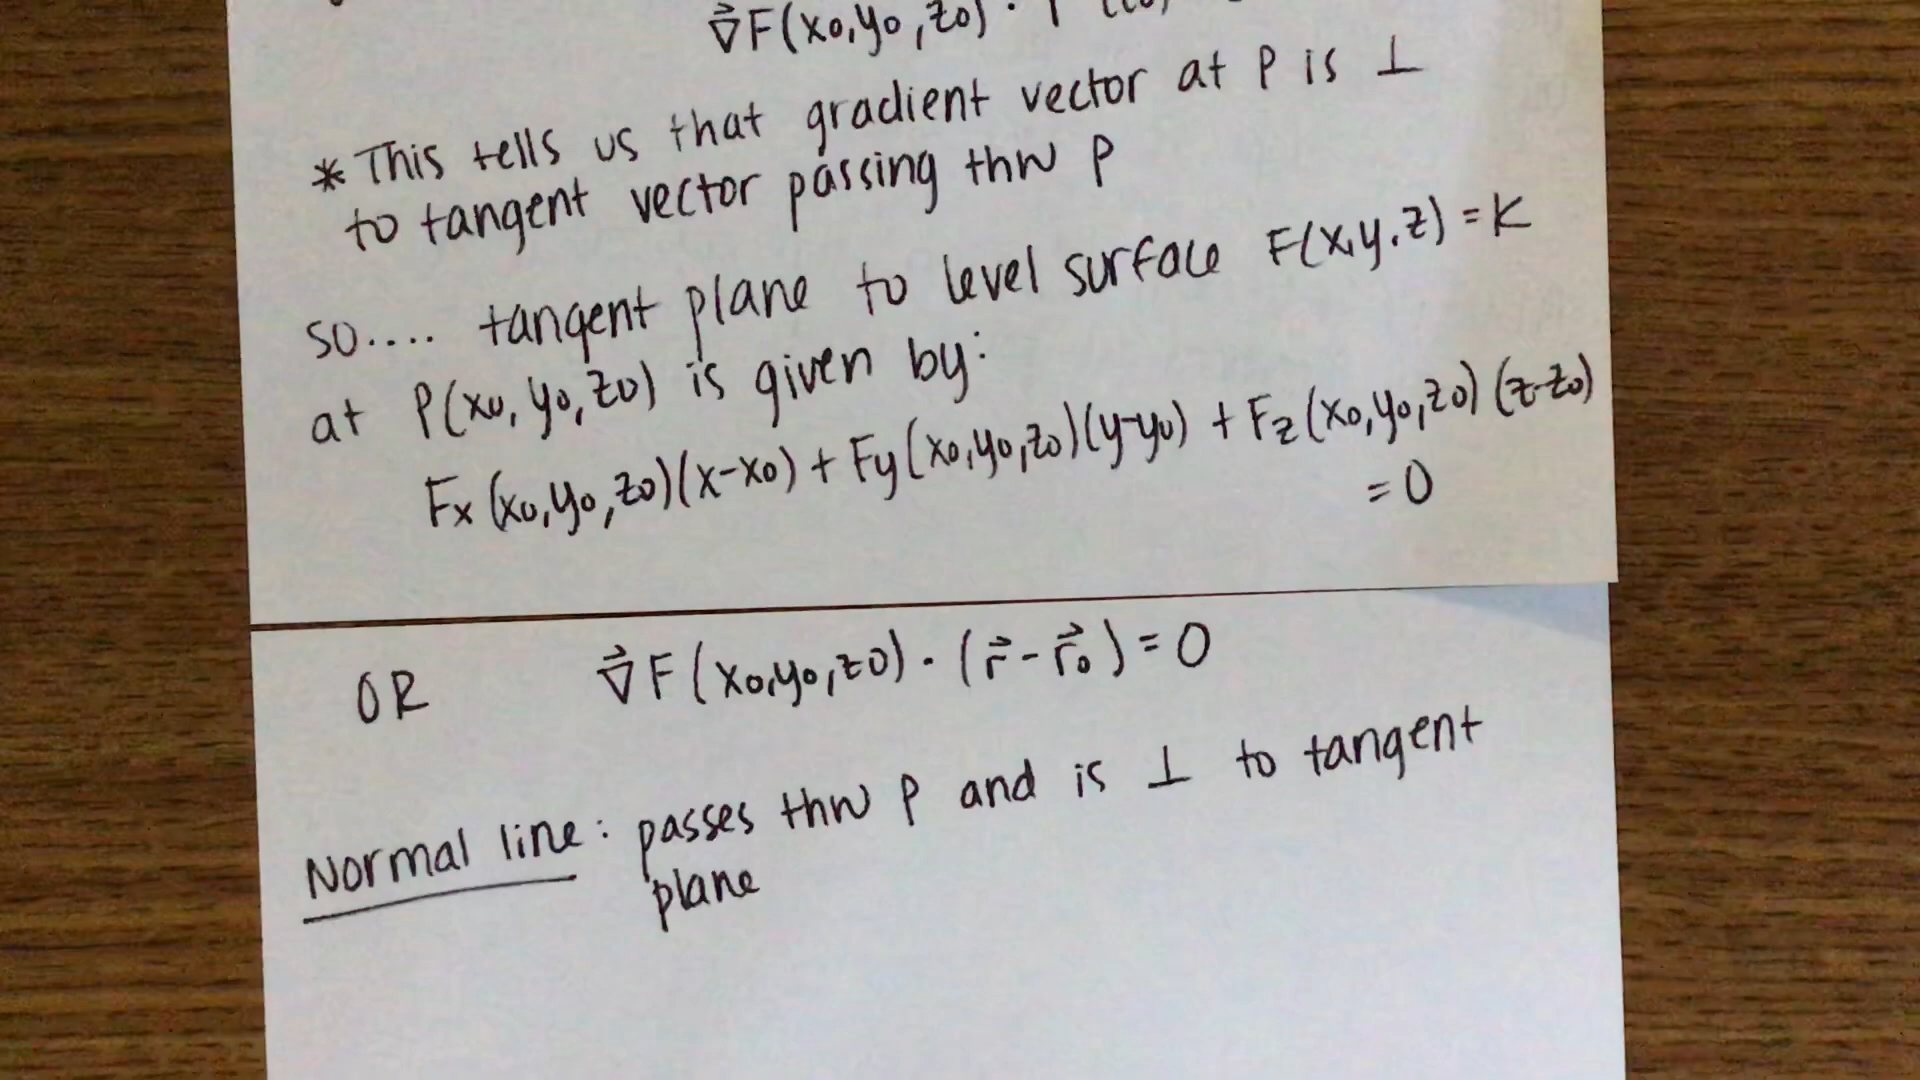 ∇⃗F(x₀,y₀,z₀) ·
* This tells us that gradient vector at P is ⊥
to tangent vector passing thru P
so.... tangent plane to level surface F(x,y,z) = K
at P(x₀, y₀, z₀) is given by:
Fx (x₀,y₀,z₀)(x-x₀) + Fy (x₀,y₀,z₀)(y-y₀) + Fz (x₀,y₀,z₀) (z-z₀)
= 0
OR ∇⃗F (x₀,y₀,z₀) · (r⃗ - r⃗₀) = 0
Normal line: passes thru P and is ⊥ to tangent
plane